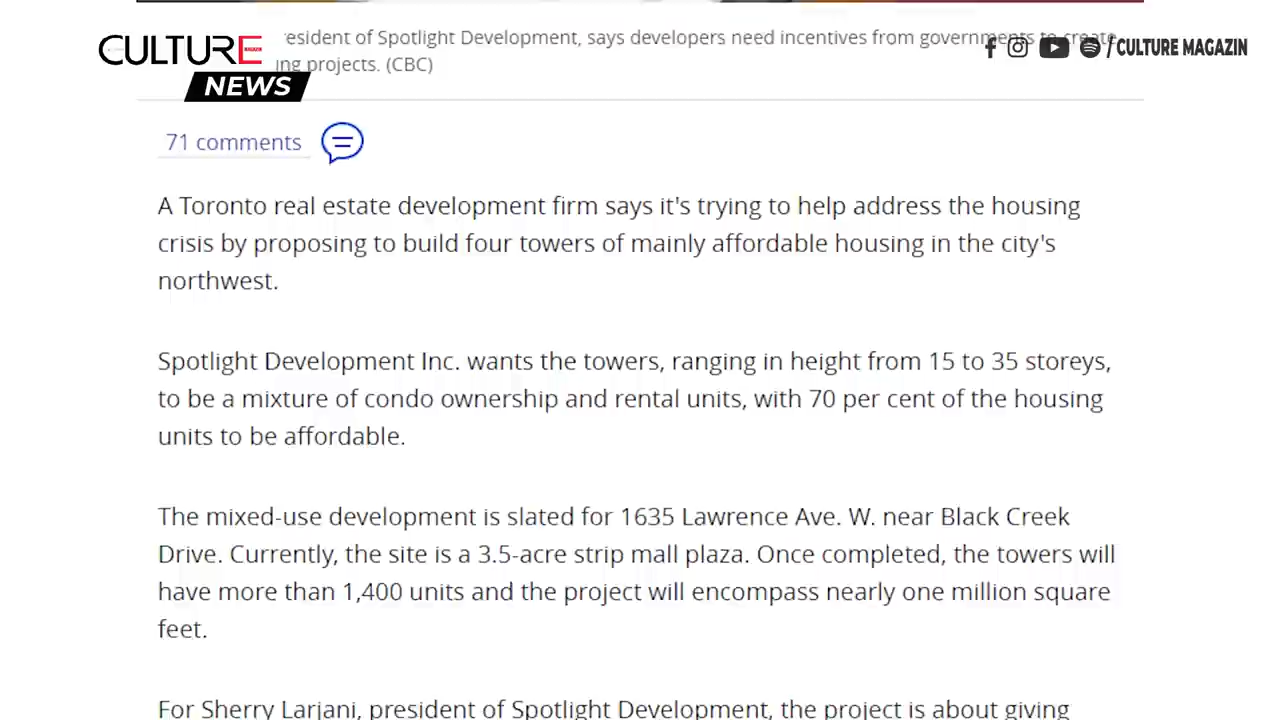 CULTURE
NEWS
esident of Spotlight Development, says developers need incentives from governments to create
ng projects. (CBC)
/ CULTURE MAGAZIN
71 comments
A Toronto real estate development firm says it's trying to help address the housing
crisis by proposing to build four towers of mainly affordable housing in the city's
northwest.
Spotlight Development Inc. wants the towers, ranging in height from 15 to 35 storeys,
to be a mixture of condo ownership and rental units, with 70 per cent of the housing
units to be affordable.
The mixed-use development is slated for 1635 Lawrence Ave. W. near Black Creek
Drive. Currently, the site is a 3.5-acre strip mall plaza. Once completed, the towers will
have more than 1,400 units and the project will encompass nearly one million square
feet.
For Sherry Larjani, president of Spotlight Development, the project is about giving